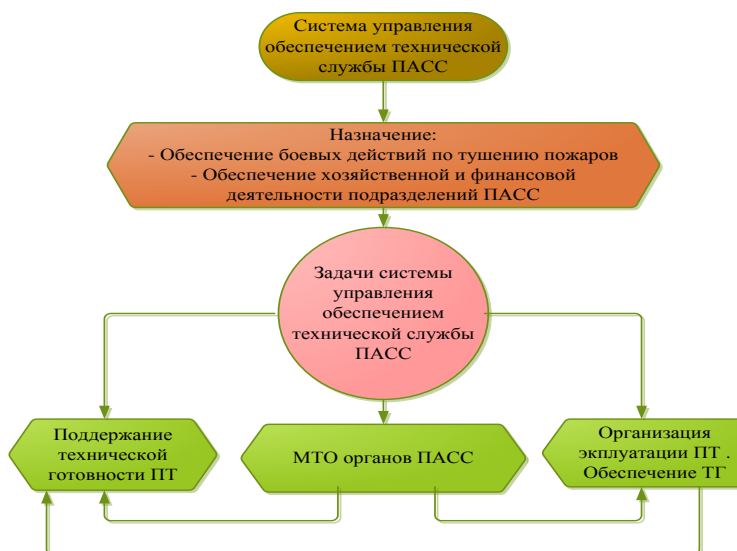 Система управления
обеспечением технической
службы ПАСС
Назначение:
- Обеспечение боевых действий по тушению пожаров
- Обеспечение хозяйственной и финансовой
деятельности подразделений ПАСС
Задачи системы
управления
обеспечением
технической службы
ПАСС
Поддержание
технической
готовности ПТ
МТО органов ПАСС
Организация
экплуатации ПТ .
Обеспечение ТГ